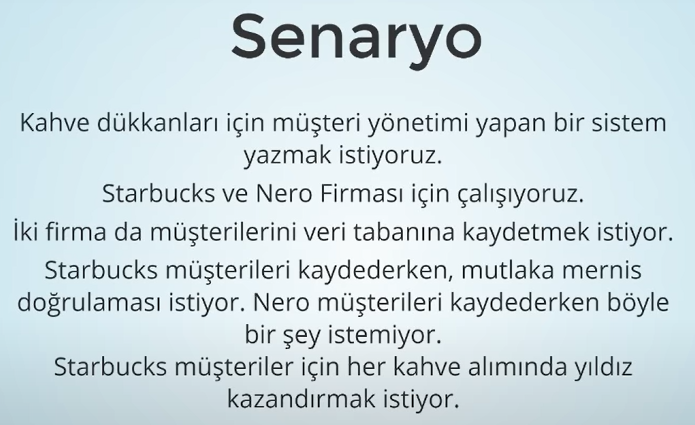 Senaryo
Kahve dükkanları için müşteri yönetimi yapan bir sistem
yazmak istiyoruz.
Starbucks ve Nero Firması için çalışıyoruz.
İki firma da müşterilerini veri tabanına kaydetmek istiyor.
Starbucks müşterileri kaydederken, mutlaka mernis
doğrulaması istiyor. Nero müşterileri kaydederken böyle
bir şey istemiyor.
Starbucks müşteriler için her kahve alımında yıldız
kazandırmak istiyor.